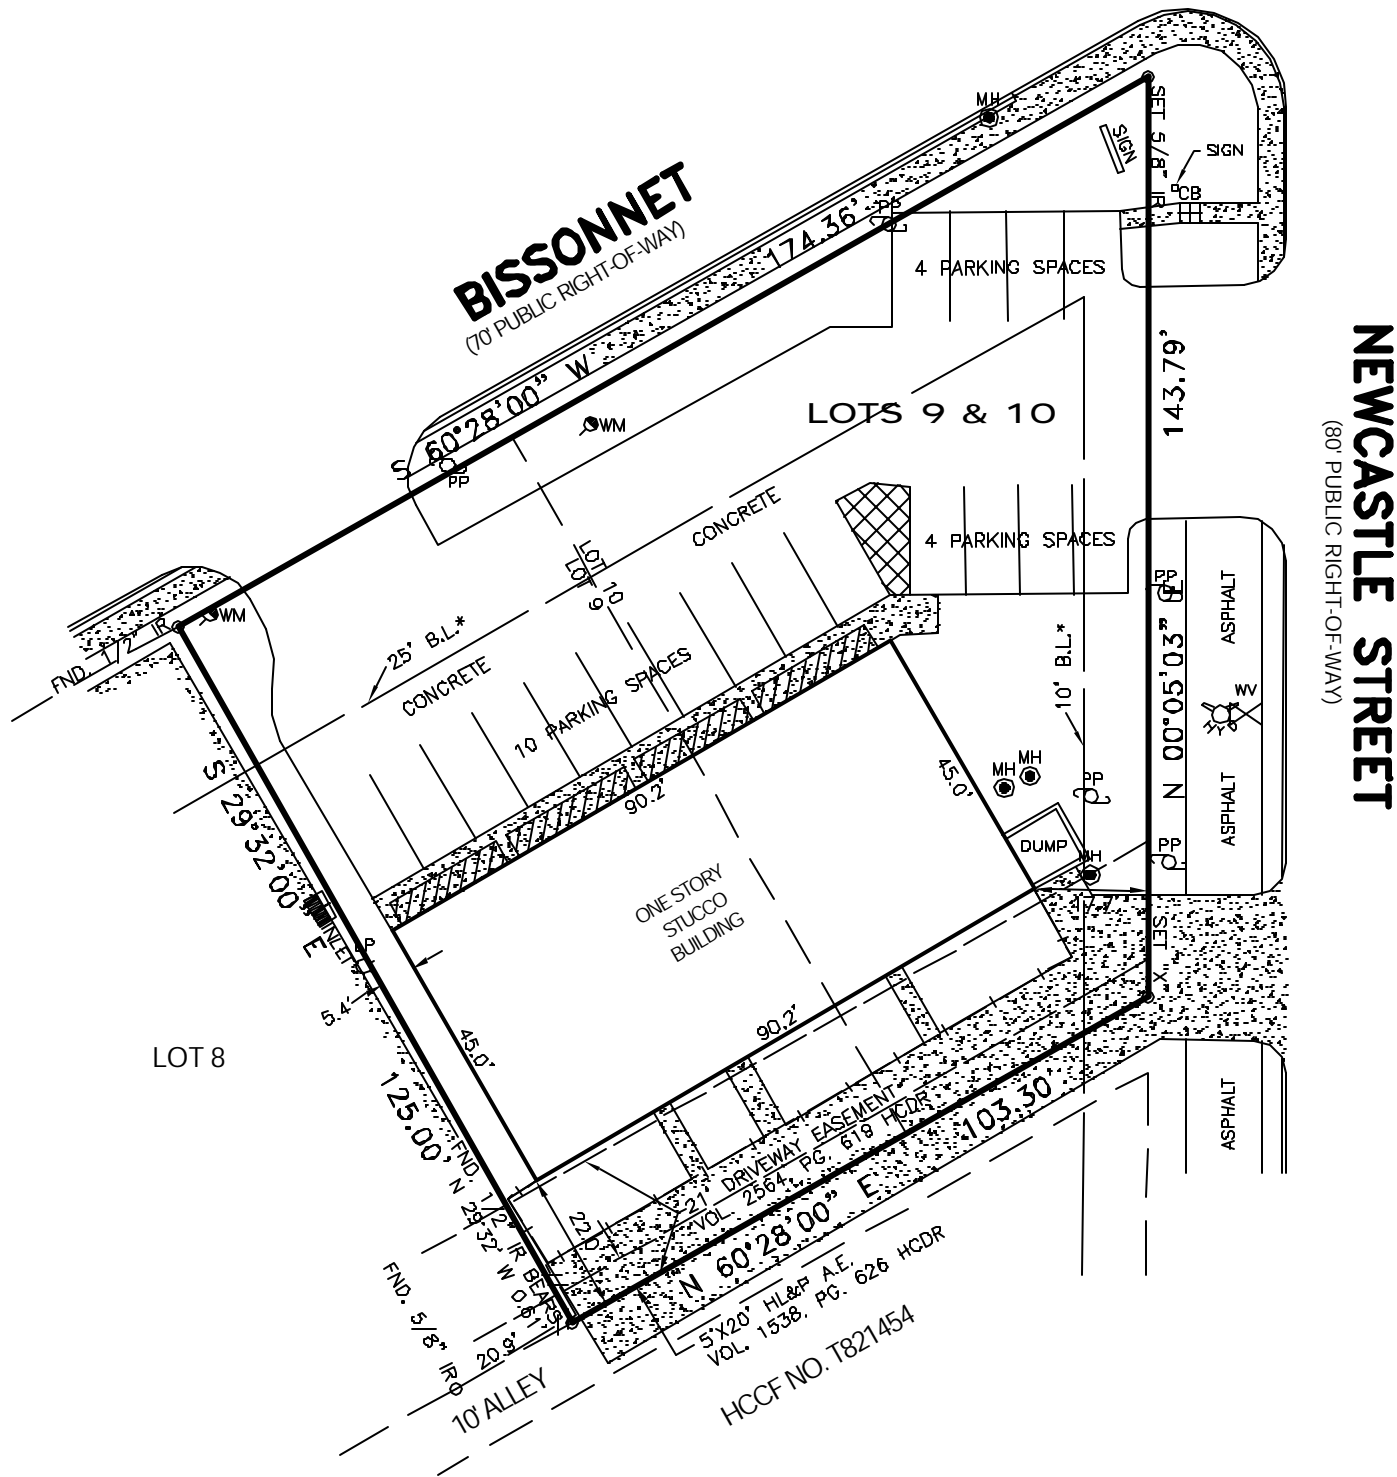 BISSONNET
(70' PUBLIC RIGHT-OF-WAY)
MH
SET 5/8" IR
SIGN
SIGN
CB
174.36'
PP
4 PARKING SPACES
S 60°28'00" W
PP
WM
LOTS 9 & 10
143.79'
NEWCASTLE STREET
(80' PUBLIC RIGHT-OF-WAY)
CONCRETE
4 PARKING SPACES
LOT 10
LOT 9
PP
ASPHALT
FND. 1/2" IR
WM
25' B.L.*
CONCRETE
10 PARKING SPACES
10' B.L.*
N 00°05'03" E
WV
HYD
90.2'
45.0'
MH
MH
PP
ASPHALT
DUMP
PP
MH
S 29°32'00" E
125.00'
ONE STORY
STUCCO
BUILDING
17.7'
SET
X
INLET
LP
5.4'
45.0'
90.2'
LOT 8
ASPHALT
21' DRIVEWAY EASEMENT
VOL. 2564, PG. 619 HCDR
N 60°28'00" E
103.30
22.0
FND. 1/2" IR BEARS
N 29°32' W 0.61'
FND. 5/8" IR
20.9'
5'X20' HL&P A.E.
VOL. 1538, PG. 626 HCDR
10' ALLEY
HCCF NO. T821454